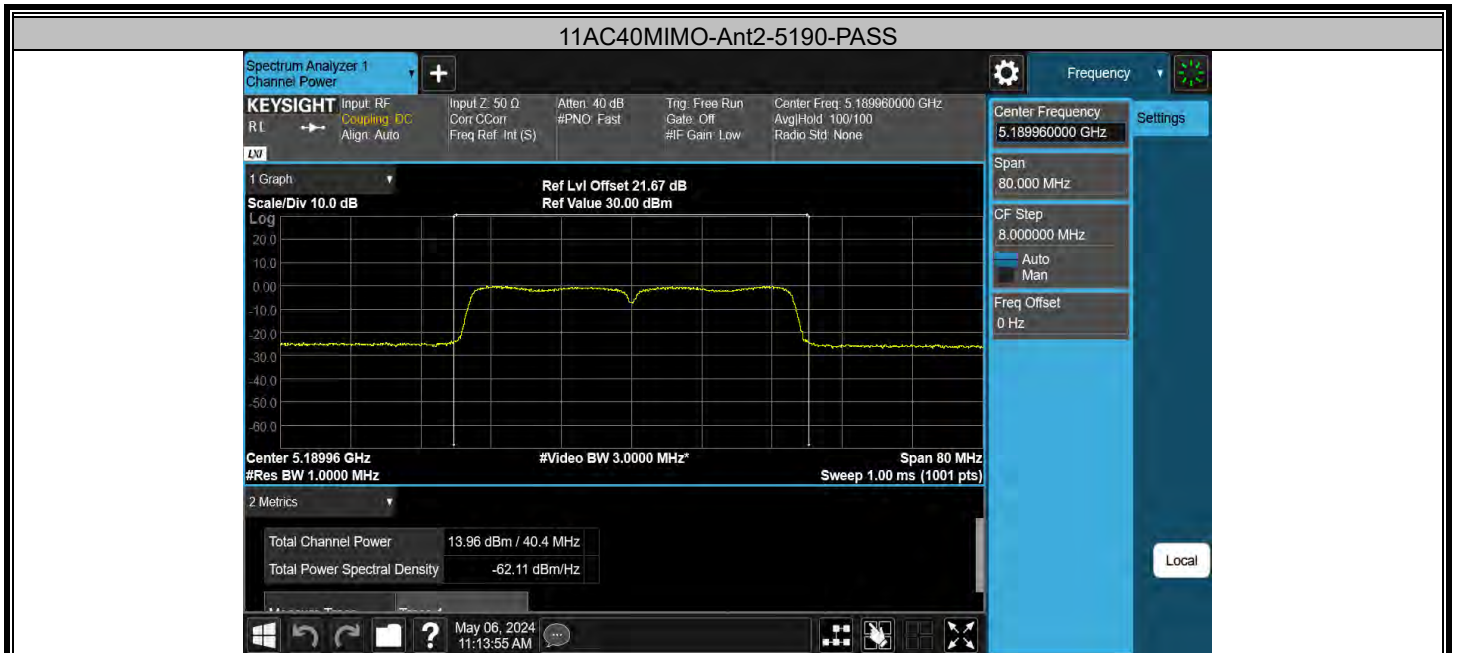 11AC40MIMO-Ant2-5190-PASS
Spectrum Analyzer 1
Channel Power
Frequency
KEYSIGHT
RL
LXI
Input: RF
Coupling: DC
Align: Auto
Input Z: 50 Ω
Corr CCorr
Freq Ref: Int (S)
Atten: 40 dB
#PNO: Fast
Trig: Free Run
Gate: Off
#IF Gain: Low
Center Freq: 5.189960000 GHz
Avg|Hold: 100/100
Radio Std: None
Center Frequency
5.189960000 GHz
Settings
Span
80.000 MHz
CF Step
8.000000 MHz
Auto
Man
Freq Offset
0 Hz
1 Graph
Scale/Div 10.0 dB
Ref Lvl Offset 21.67 dB
Ref Value 30.00 dBm
Log
20.0
10.0
0.00
-10.0
-20.0
-30.0
-40.0
-50.0
-60.0
Center 5.18996 GHz
#Video BW 3.0000 MHz*
Span 80 MHz
#Res BW 1.0000 MHz
Sweep 1.00 ms (1001 pts)
2 Metrics
Total Channel Power 13.96 dBm / 40.4 MHz
Total Power Spectral Density -62.11 dBm/Hz
Local
?
May 06, 2024
11:13:55 AM